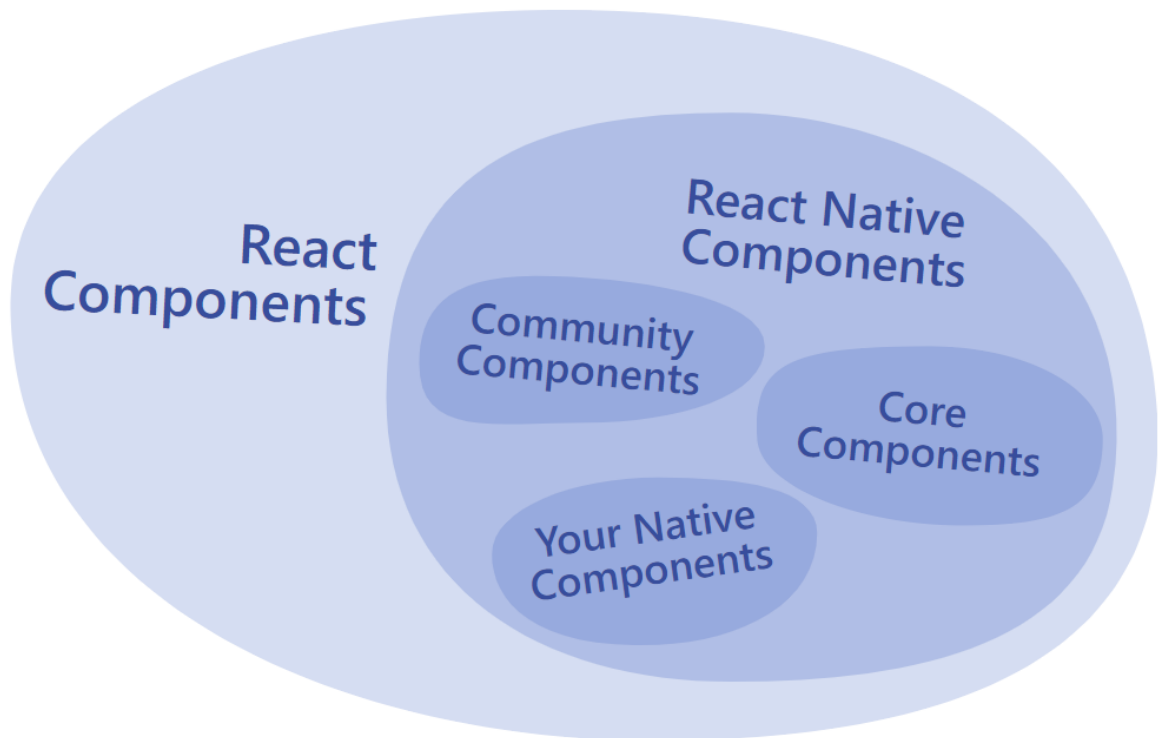 React
Components
React Native
Components
Community
Components
Core
Components
Your Native
Components